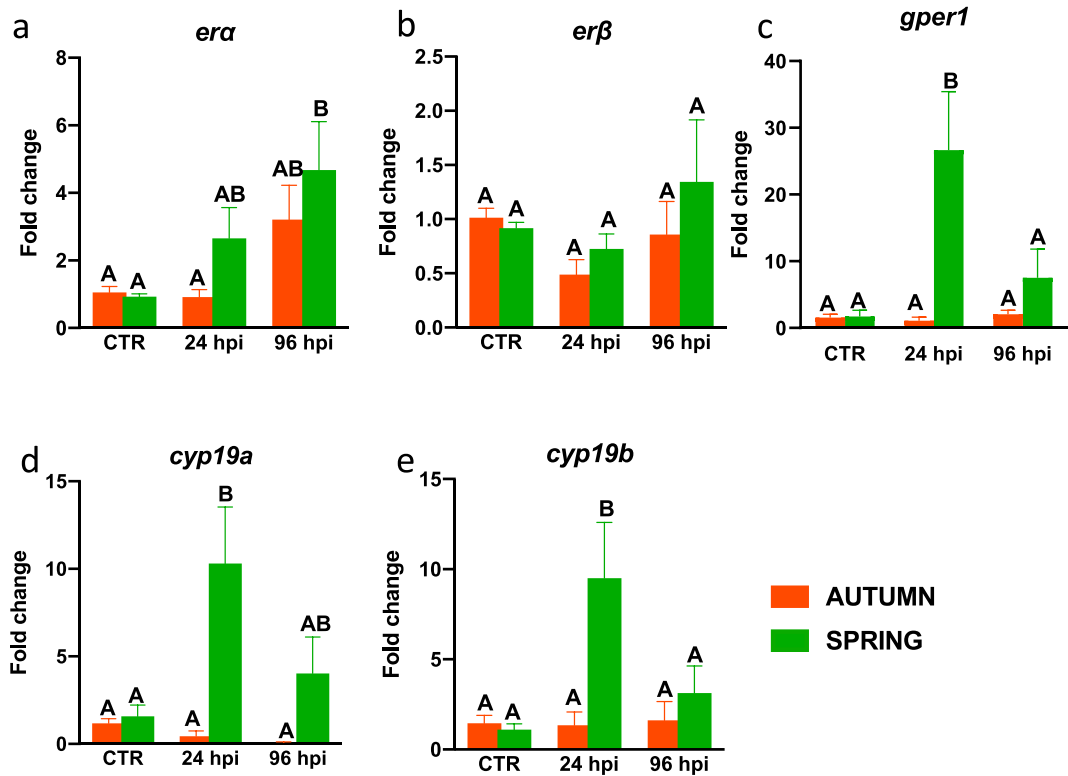 a
erα
Fold change
8
6
4
2
0
A
A
A
AB
AB
B
CTR
24 hpi
96 hpi
b
erβ
Fold change
2.5
2.0
1.5
1.0
0.5
0.0
A
A
A
A
A
A
CTR
24 hpi
96 hpi
c
gper1
Fold change
40
30
20
10
0
A
A
A
B
A
A
CTR
24 hpi
96 hpi
d
cyp19a
Fold change
15
10
5
0
A
A
A
B
A
AB
CTR
24 hpi
96 hpi
e
cyp19b
Fold change
15
10
5
0
A
A
A
B
A
A
CTR
24 hpi
96 hpi
AUTUMN
SPRING